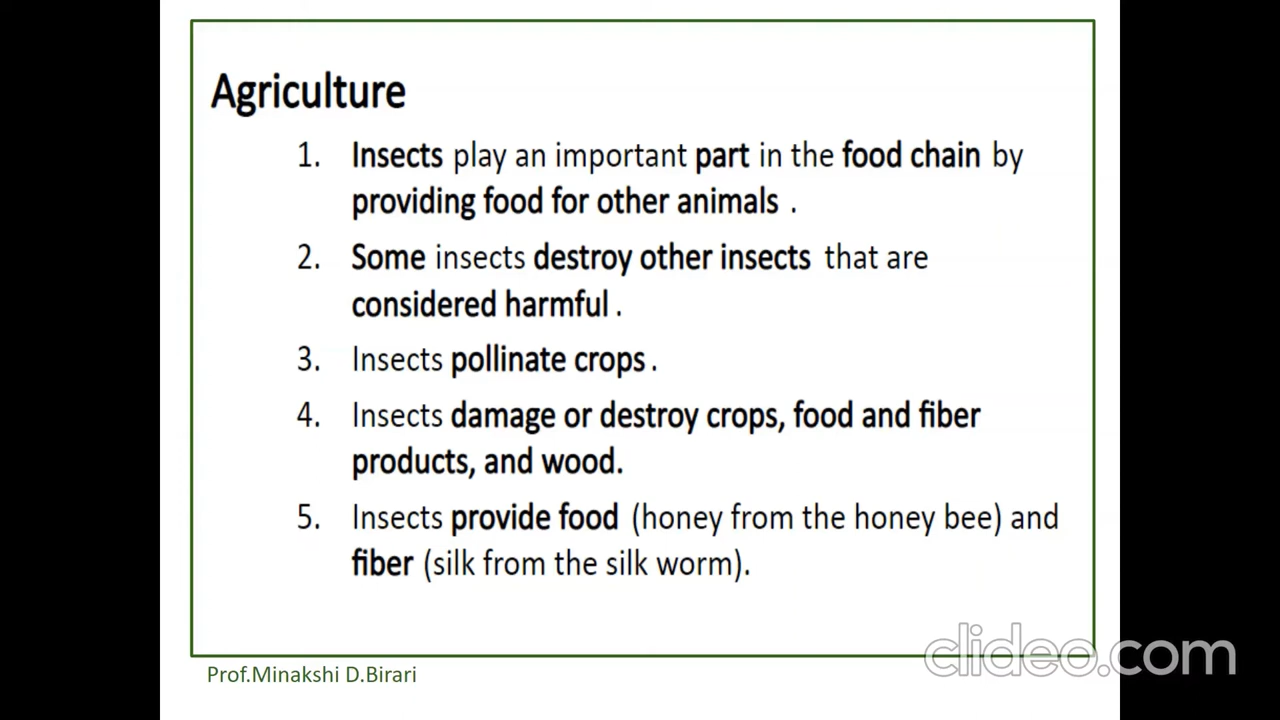 Agriculture
1. Insects play an important part in the food chain by
providing food for other animals .
2. Some insects destroy other insects that are
considered harmful .
3. Insects pollinate crops .
4. Insects damage or destroy crops, food and fiber
products, and wood.
5. Insects provide food (honey from the honey bee) and
fiber (silk from the silk worm).
clideo.com
Prof.Minakshi D.Birari